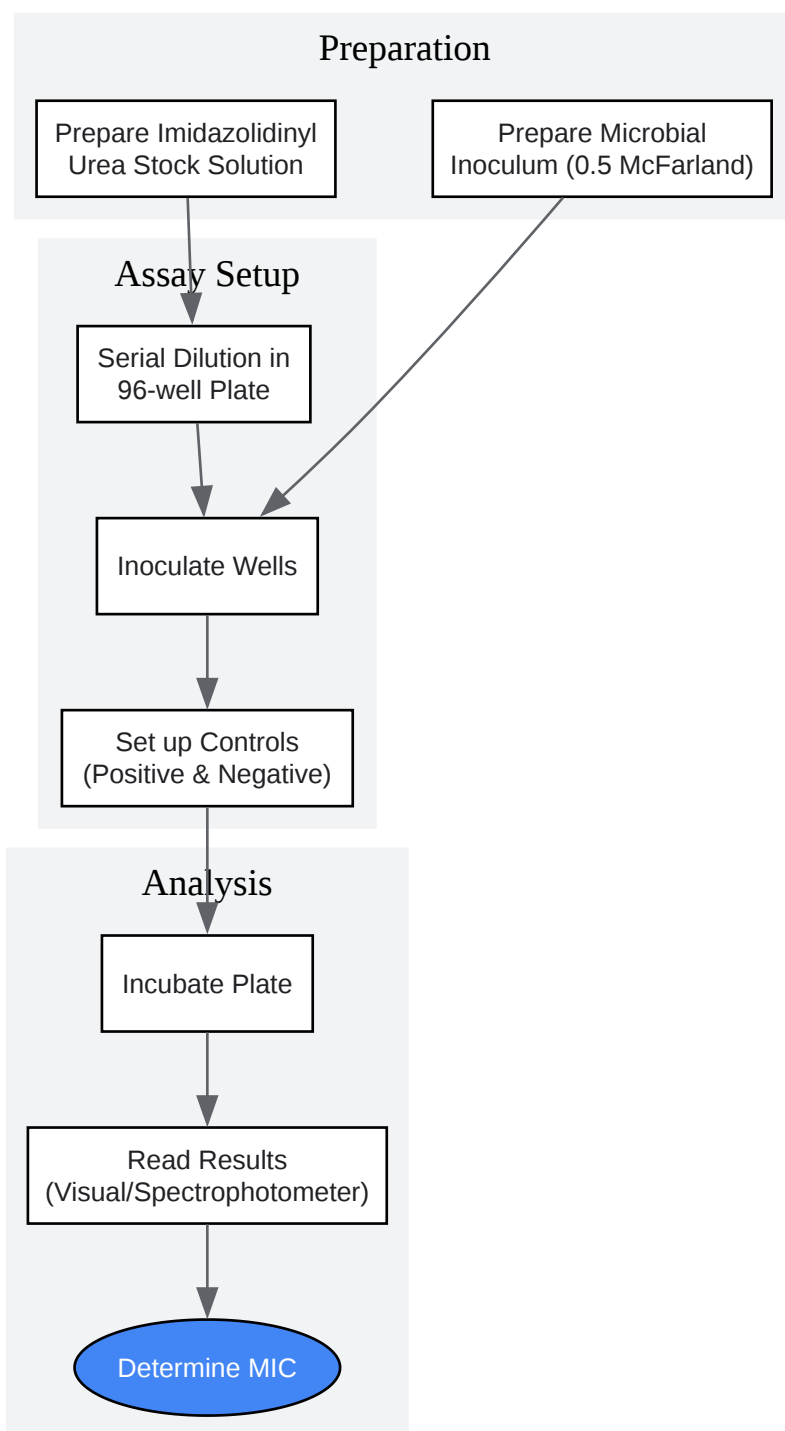 Preparation
Prepare Imidazolidinyl
Urea Stock Solution
Prepare Microbial
Inoculum (0.5 McFarland)
Assay Setup
Serial Dilution in
96-well Plate
Inoculate Wells
Set up Controls
(Positive & Negative)
Analysis
Incubate Plate
Read Results
(Visual/Spectrophotometer)
Determine MIC